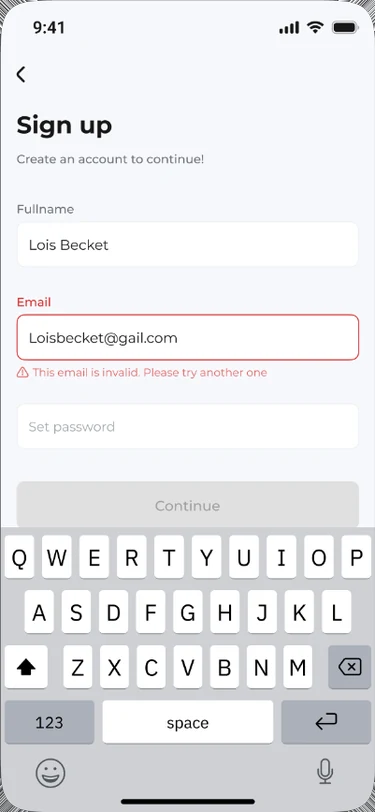 9:41
Sign up
Create an account to continue!
Fullname
Lois Becket
Email
Loisbecket@gail.com
This email is invalid. Please try another one
Set password
Continue
Q W E R T Y U I O P
A S D F G H J K L
Z X C V B N M
123 space